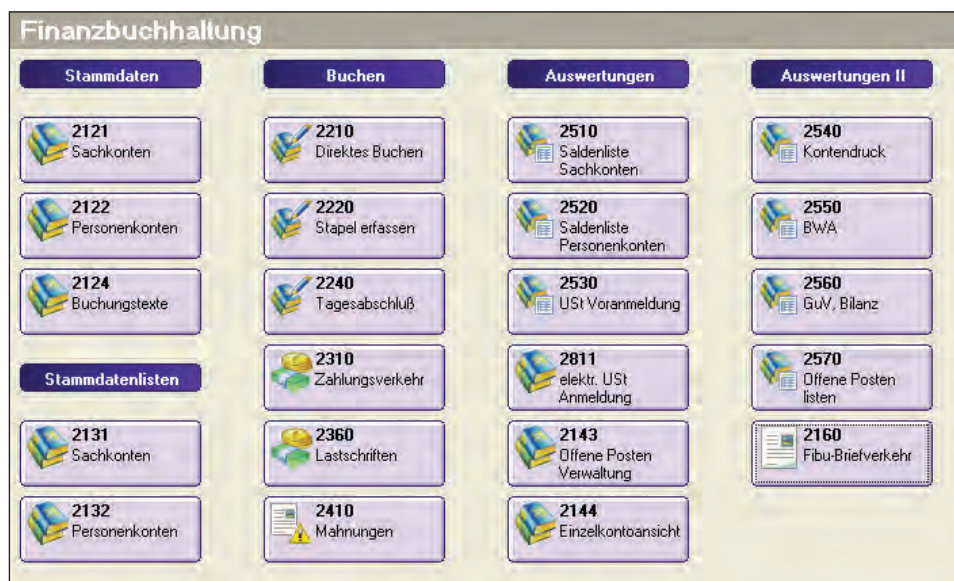 Finanzbuchhaltung
Stammdaten
2121
Sachkonten
2122
Personenkonten
2124
Buchungstexte
Stammdatenlisten
2131
Sachkonten
2132
Personenkonten
Buchen
2210
Direktes Buchen
2220
Stapel erfassen
2240
Tagesabschluß
2310
Zahlungsverkehr
2360
Lastschriften
2410
Mahnungen
Auswertungen
2510
Saldenliste
Sachkonten
2520
Saldenliste
Personenkonten
2530
USt Voranmeldung
2811
elektr. USt
Anmeldung
2143
Offene Posten
Verwaltung
2144
Einzelkontoansicht
Auswertungen II
2540
Kontendruck
2550
BWA
2560
GuV, Bilanz
2570
Offene Posten
listen
2160
Fibu-Briefverkehr